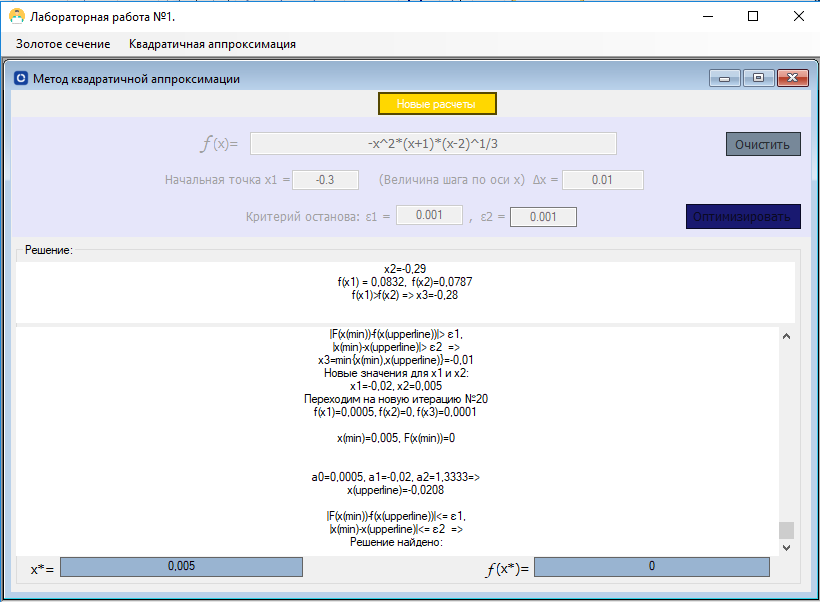 Лабораторная работа №1.
Золотое сечение Квадратичная аппроксимация
Метод квадратичной аппроксимации
Новые расчеты
f(x)= -x^2*(x+1)*(x-2)^1/3 Очистить
Начальная точка x1 = -0.3 (Величина шага по оси x) Δx = 0.01
Критерий останова: ε1 = 0.001 , ε2 = 0.001 Оптимизировать
Решение:
x2=-0,29
f(x1) = 0,0832, f(x2)=0,0787
f(x1)>f(x2) => x3=-0,28
|F(x(min))-f(x(upperline))|> ε1,
|x(min)-x(upperline)|> ε2 =>
x3=min{x(min),x(upperline)}=-0,01
Новые значения для x1 и x2:
x1=-0,02, x2=0,005
Переходим на новую итерацию №20
f(x1)=0,0005, f(x2)=0, f(x3)=0,0001
x(min)=0,005, F(x(min))=0
a0=0,0005, a1=-0,02, a2=1,3333=>
x(upperline)=-0,0208
|F(x(min))-f(x(upperline))|<= ε1,
|x(min)-x(upperline)|<= ε2 =>
Решение найдено:
x*= 0,005 f(x*)= 0